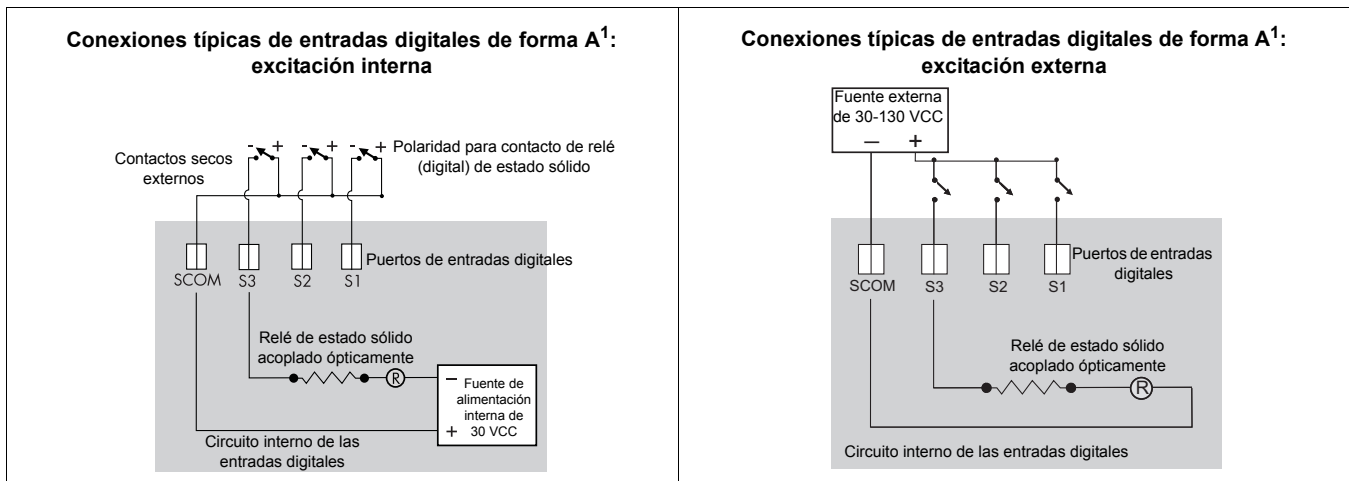 Conexiones típicas de entradas digitales de forma A1:
excitación interna
Contactos secos
externos
- +
- +
- +
Polaridad para contacto de relé
(digital) de estado sólido
SCOM
S3
S2
S1
Puertos de entradas digitales
Relé de estado sólido
acoplado ópticamente
R
–
Fuente de
alimentación
interna de
+ 30 VCC
Circuito interno de las
entradas digitales
Conexiones típicas de entradas digitales de forma A1:
excitación externa
Fuente externa
de 30-130 VCC
– +
SCOM
S3
S2
S1
Puertos de entradas
digitales
Relé de estado sólido
acoplado ópticamente
R
Circuito interno de las entradas digitales